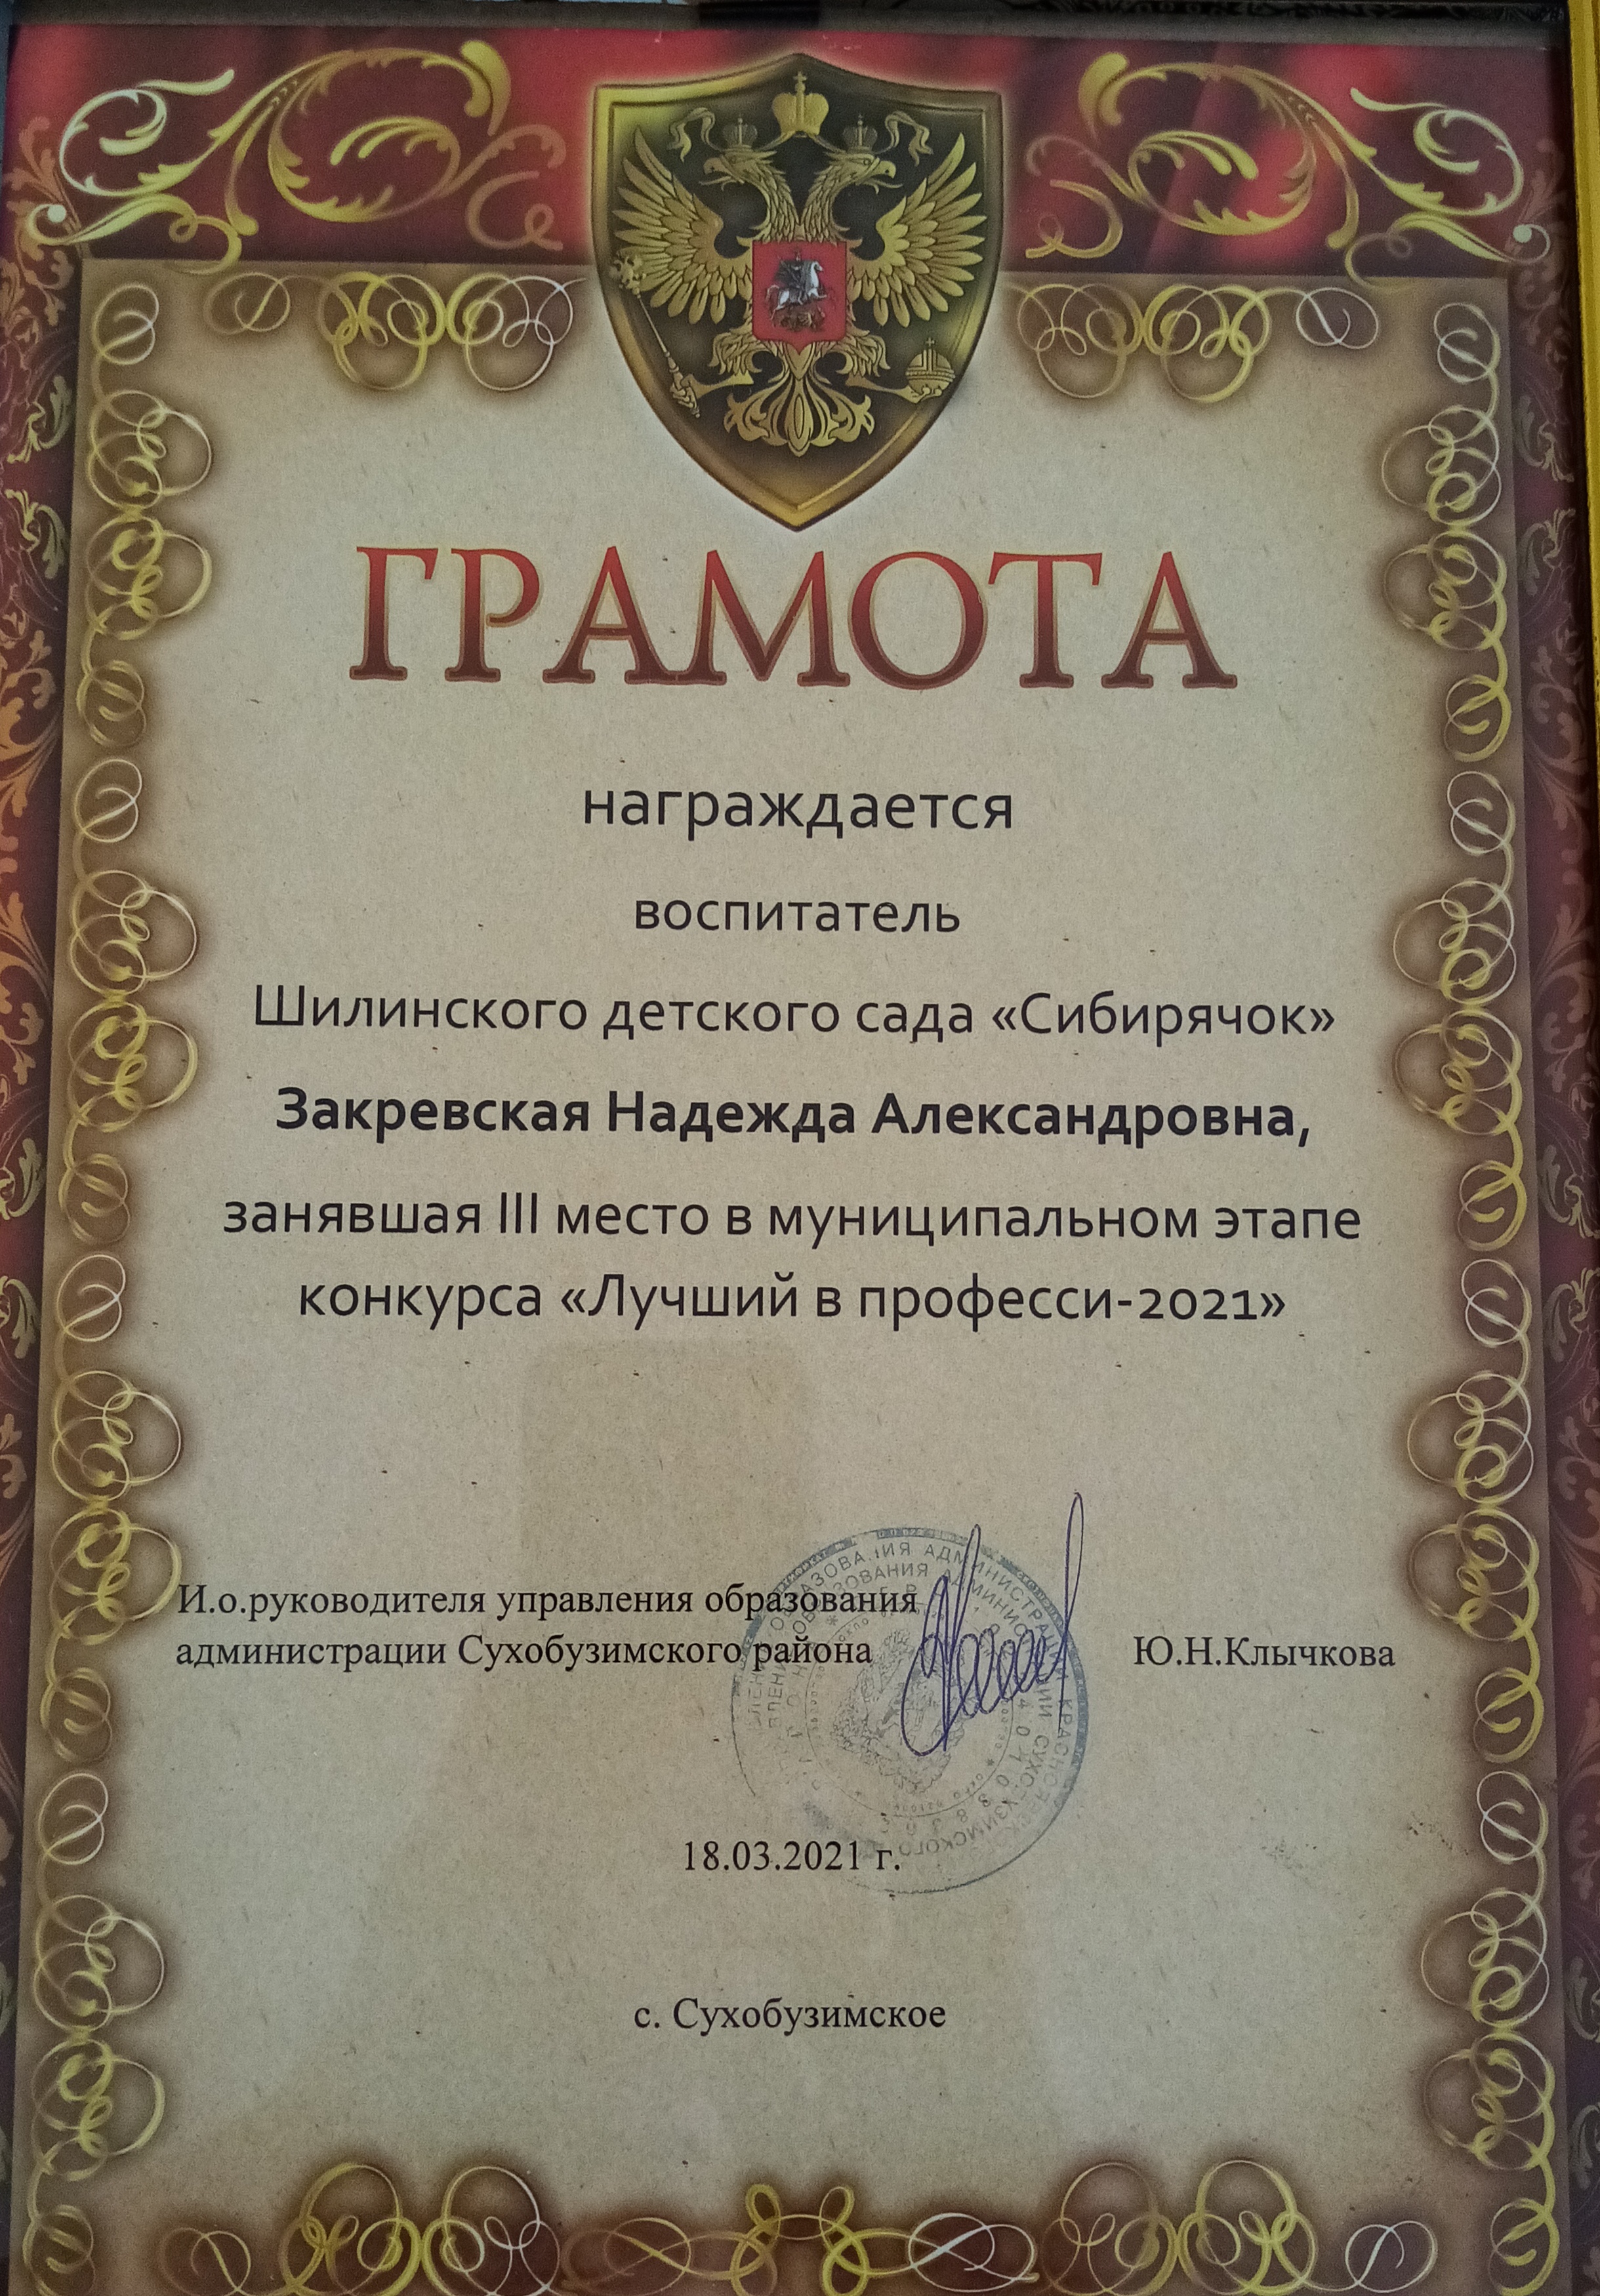 ГРАМОТА
награждается
воспитатель
Шилинского детского сада «Сибирячок»
Закревская Надежда Александровна,
занявшая III место в муниципальном этапе
конкурса «Лучший в професси-2021»
И.о.руководителя управления образования
администрации Сухобузимского района
Ю.Н.Клычкова
18.03.2021 г.
с. Сухобузимское